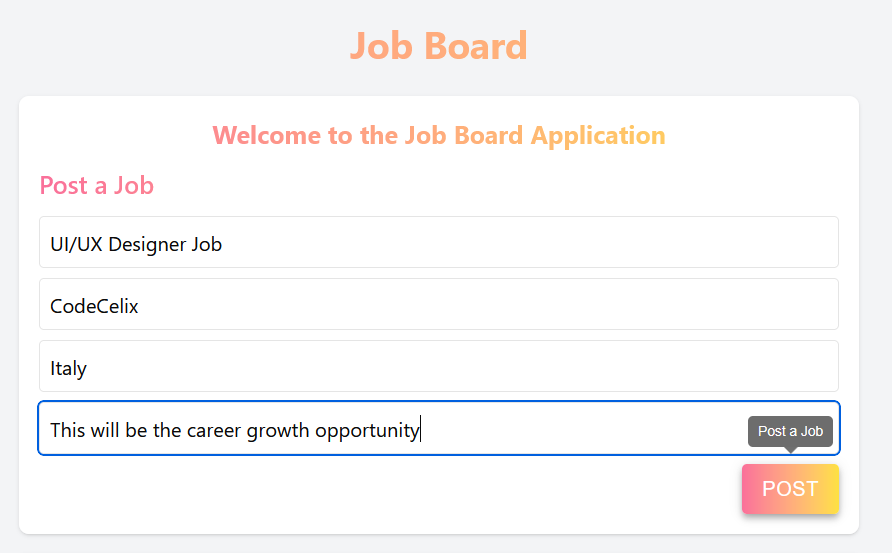 Job Board
Welcome to the Job Board Application
Post a Job
UI/UX Designer Job
CodeCelix
Italy
This will be the career growth opportunity
Post a Job
POST